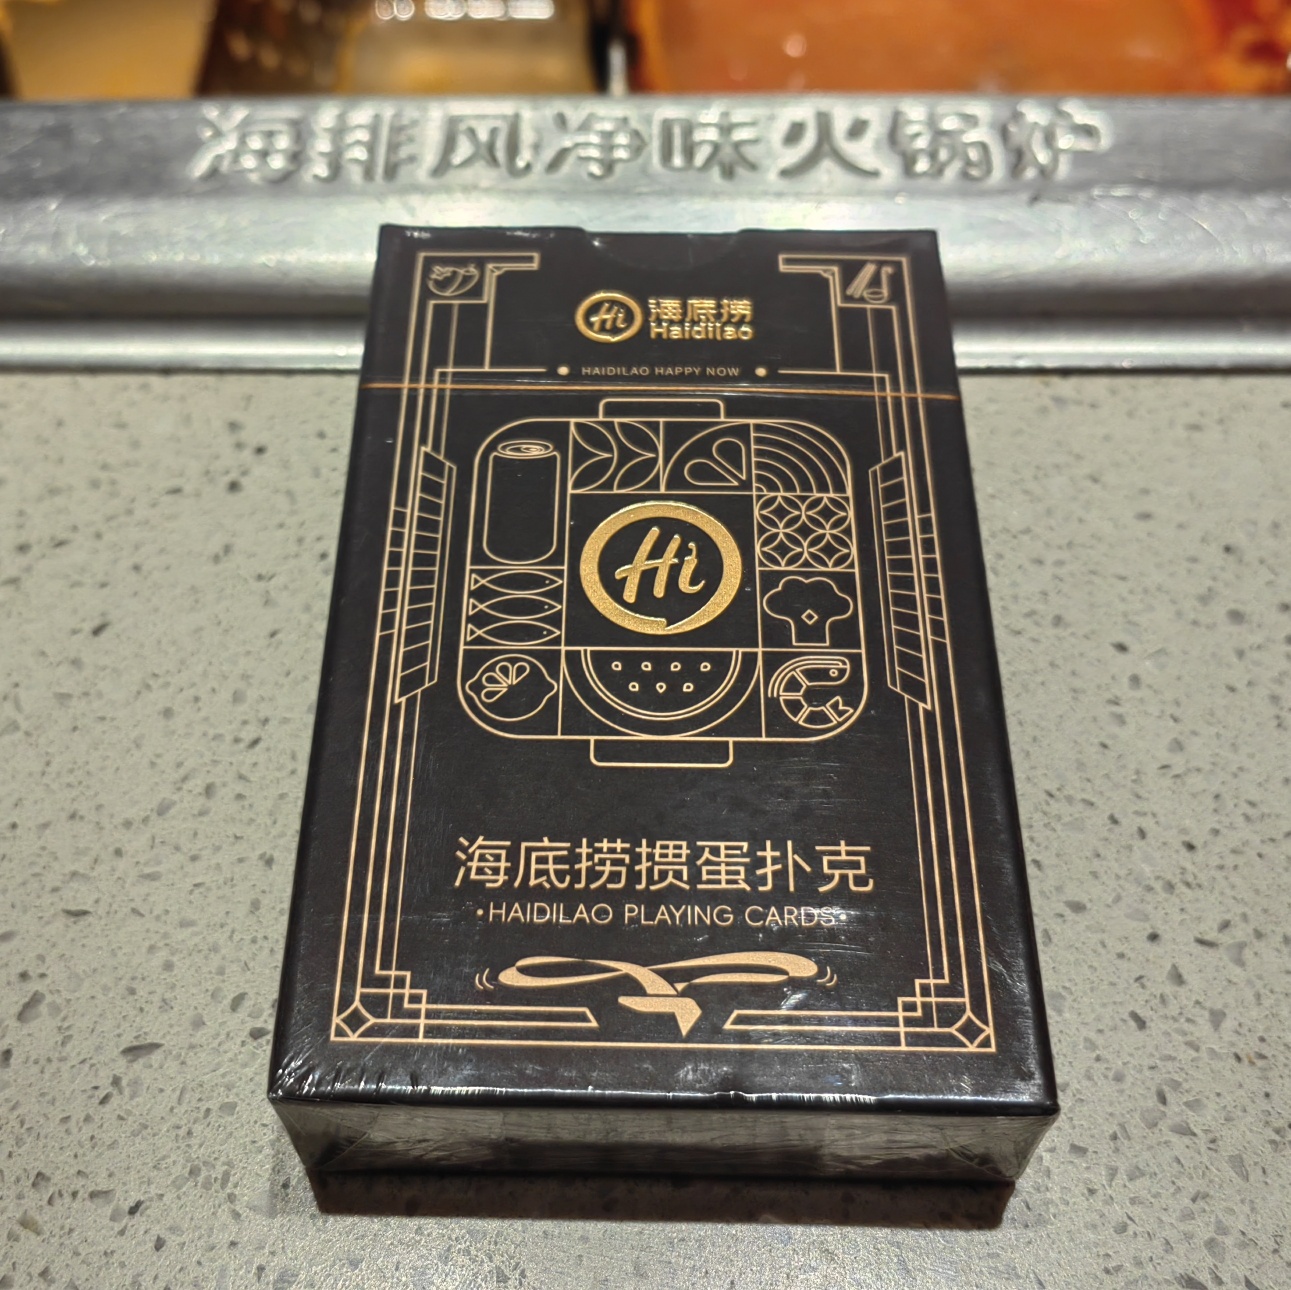 海排风净味火锅炉
Hi 海底捞
Haidilao
HAIDILAO HAPPY NOW
Hi
海底捞掼蛋扑克
·HAIDILAO PLAYING CARDS·